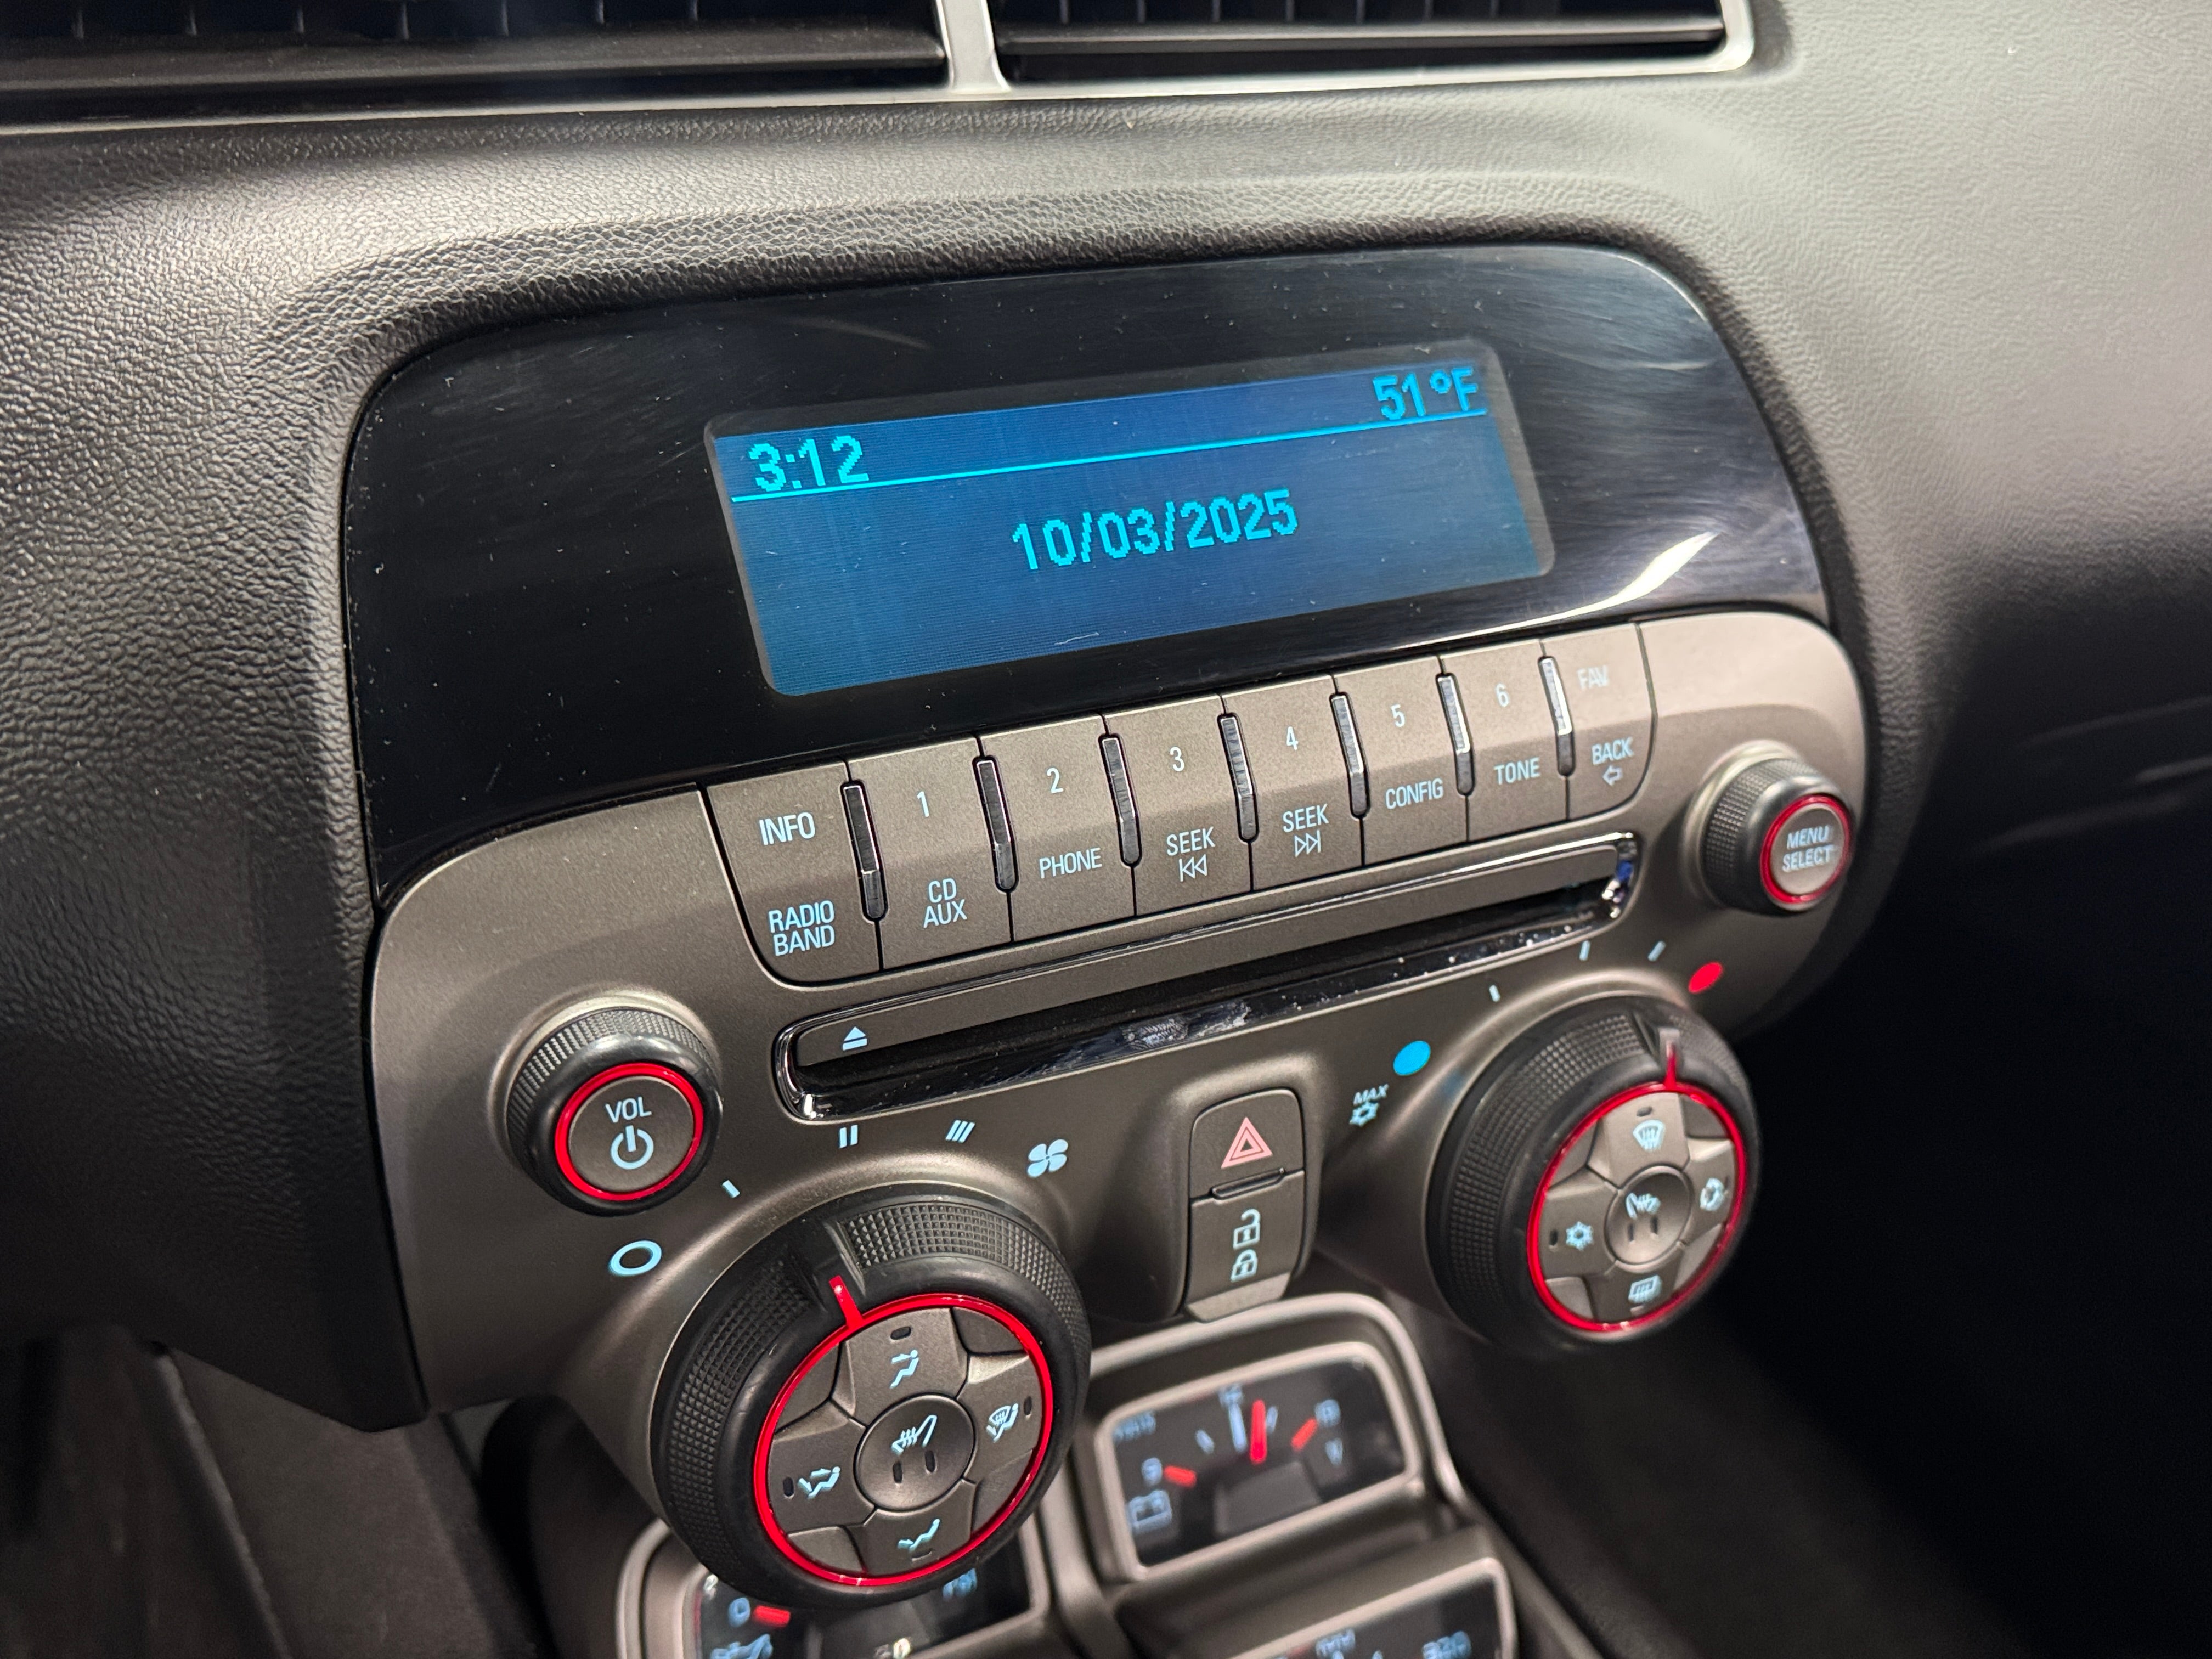 51°F
3:12
10/03/2025
INFO
1
2
3
4
5
6
FAV
RADIO
BAND
CD
AUX
PHONE
SEEK
SEEK
CONFIG
TONE
BACK
MENU
SELECT
VOL
MAX